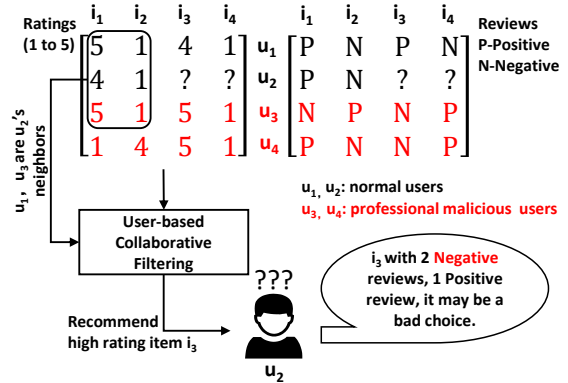 i₁ i₂ i₃ i₄ i₁ i₂ i₃ i₄
Ratings
(1 to 5)
5 1 4 1 u₁ P N P N
4 1 ? ? u₂ P N ? ?
5 1 5 1 u₃ N P N P
1 4 5 1 u₄ P N N P
Reviews
P-Positive
N-Negative
u₁, u₃ are u₂'s
neighbors
u₁, u₂: normal users
u₃, u₄: professional malicious users
User-based
Collaborative
Filtering
Recommend
high rating item i₃
???
u₂
i₃ with 2 Negative
reviews, 1 Positive
review, it may be a
bad choice.